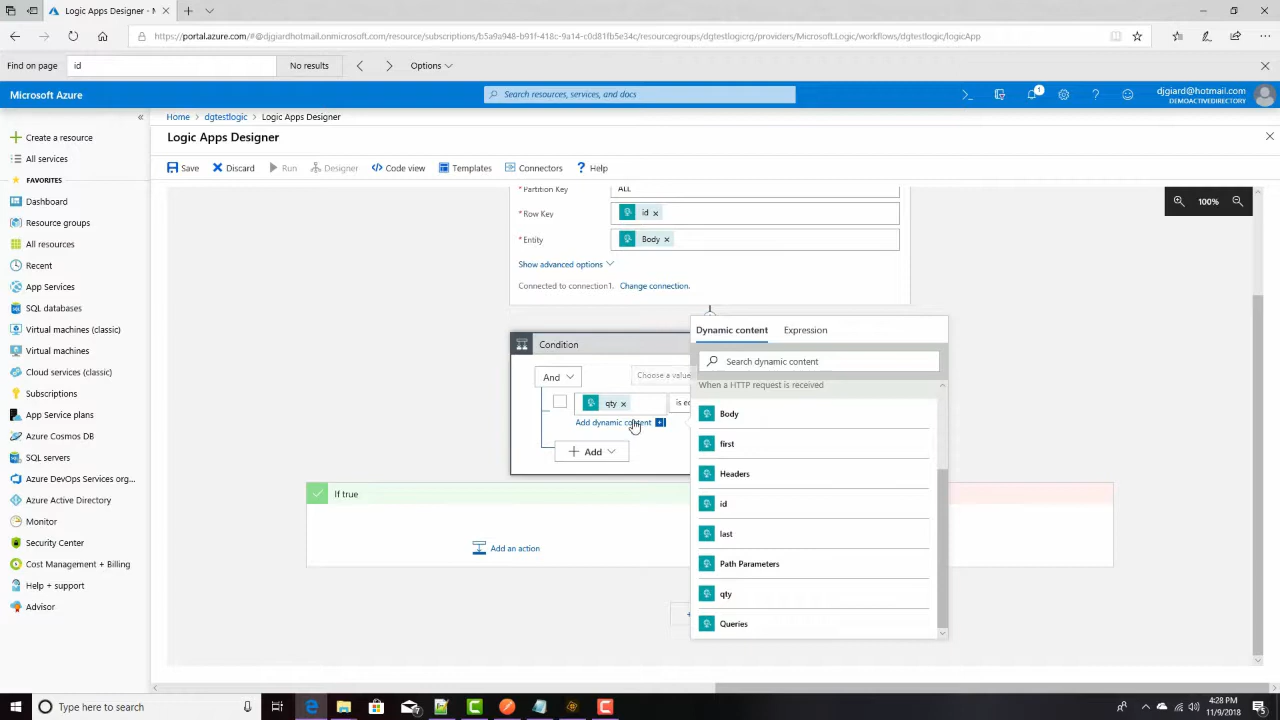 Logic Apps Designer - M
https://portal.azure.com/#@djgiardhotmail.onmicrosoft.com/resource/subscriptions/b5a9a948-b91f-418c-9a14-c0d81fb5e34c/resourcegroups/dgtestlogicrg/providers/Microsoft.Logic/workflows/dgtestlogic/logicApp
Find on page
id
No results
Options
Microsoft Azure
Search resources, services, and docs
1
djgiard@hotmail.com
DEMOACTIVEDIRECTORY
Create a resource
All services
FAVORITES
Dashboard
Resource groups
All resources
Recent
App Services
SQL databases
Virtual machines (classic)
Virtual machines
Cloud services (classic)
Subscriptions
App Service plans
Azure Cosmos DB
SQL servers
Azure DevOps Services org...
Azure Active Directory
Monitor
Security Center
Cost Management + Billing
Help + support
Advisor
Home > dgtestlogic > Logic Apps Designer
Logic Apps Designer
Save
Discard
Run
Designer
Code view
Templates
Connectors
Help
100%
*Partition Key
ALL
*Row Key
id ×
*Entity
Body ×
Show advanced options
Connected to connection1. Change connection.
Condition
And
Choose a value
qty ×
is e
Add dynamic content
+ Add
If true
Add an action
Dynamic content
Expression
Search dynamic content
When a HTTP request is received
Body
first
Headers
id
last
Path Parameters
qty
Queries
Type here to search
4:28 PM
11/9/2018